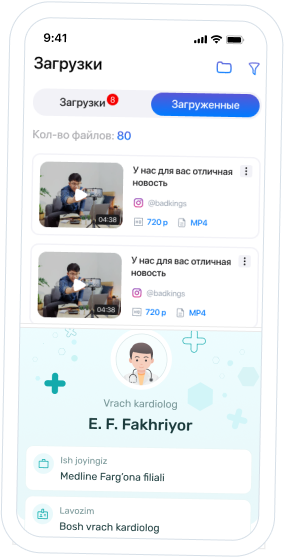 9:41
Загрузки
Загрузки 8
Загруженные
Кол-во файлов: 80
У нас для вас отличная
новость
@badkings
04:38
HD 720 p MP4
У нас для вас отличная
новость
@badkings
04:38
HD 720 p MP4
Vrach kardiolog
E. F. Fakhriyor
Ish joyingiz
Medline Farg'ona filiali
Lavozim
Bosh vrach kardiolog